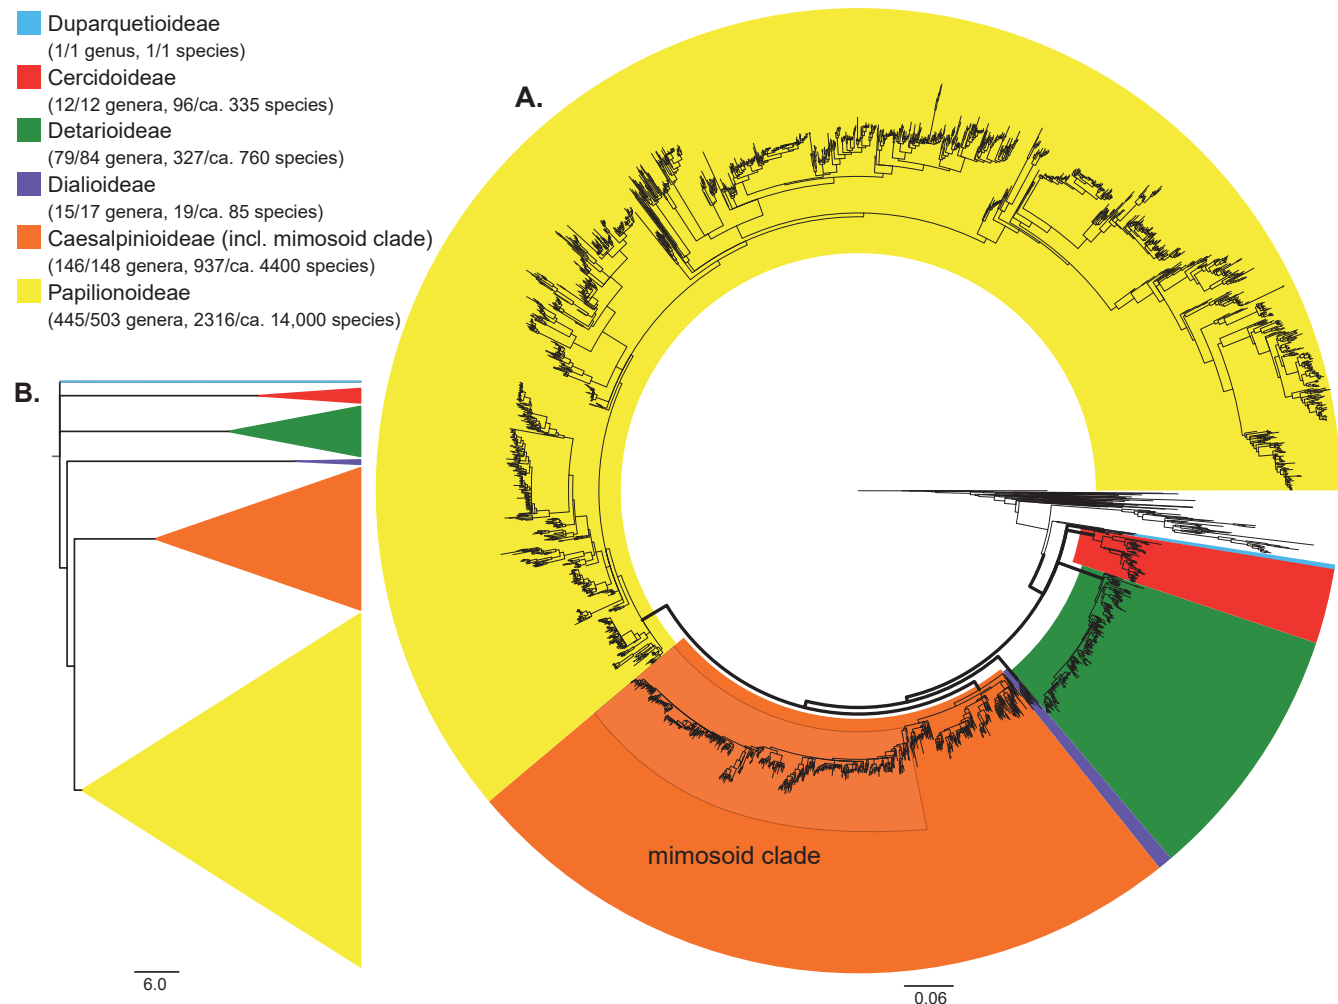 Duparquetioideae
(1/1 genus, 1/1 species)
Cercidoideae
(12/12 genera, 96/ca. 335 species)
Detarioideae
(79/84 genera, 327/ca. 760 species)
Dialioideae
(15/17 genera, 19/ca. 85 species)
Caesalpinioideae (incl. mimosoid clade)
(146/148 genera, 937/ca. 4400 species)
Papilionoideae
(445/503 genera, 2316/ca. 14,000 species)
A.
B.
mimosoid clade
6.0
0.06